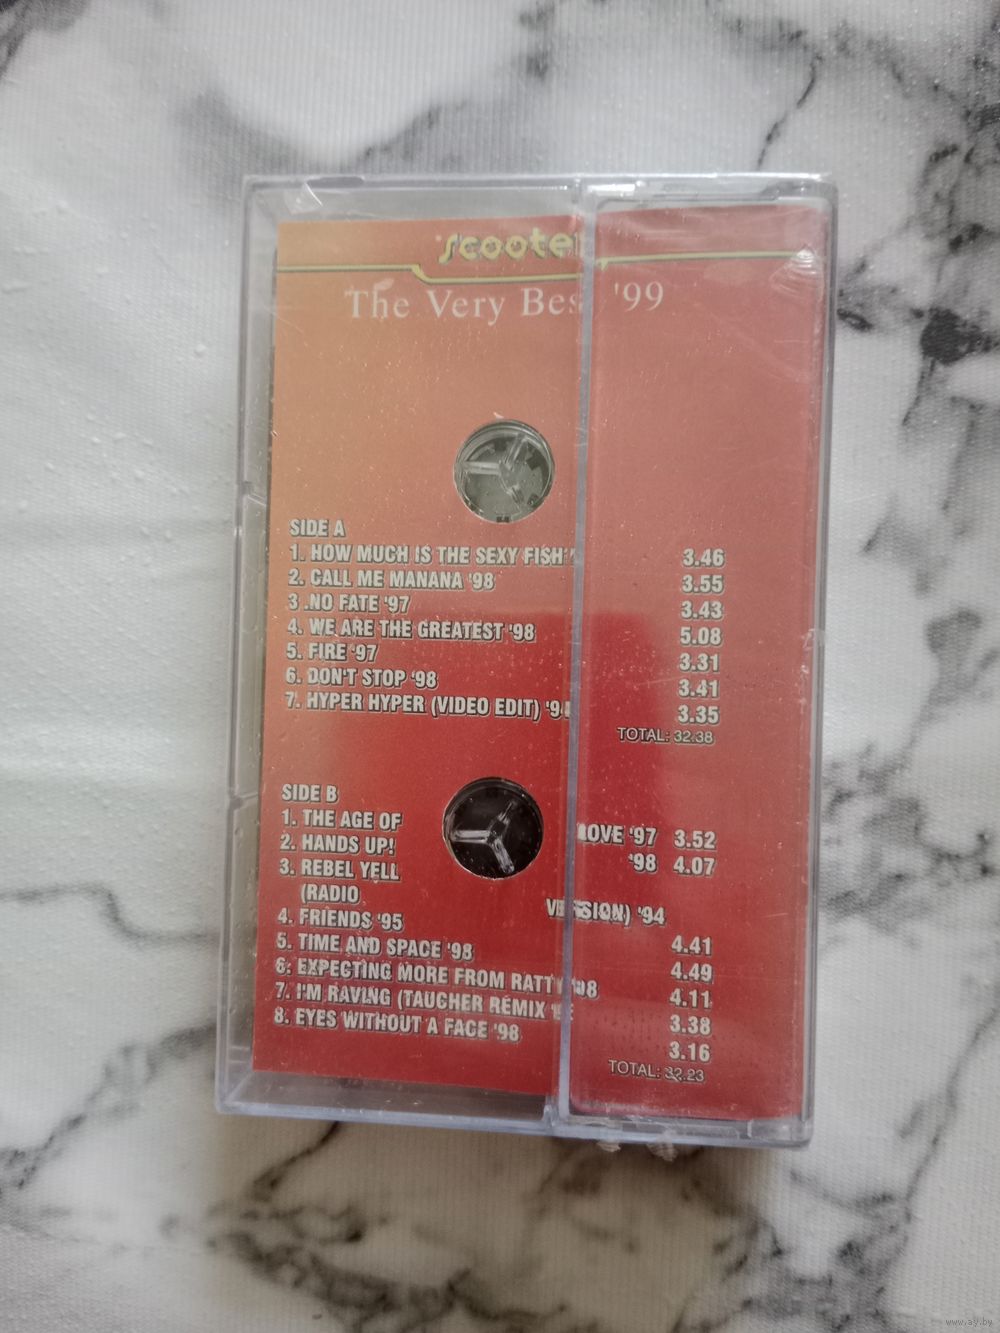 scooter
The Very Best '99
SIDE A
1. HOW MUCH IS THE SEXY FISH? 3.46
2. CALL ME MANANA '98 3.55
3 .NO FATE '97 3.43
4. WE ARE THE GREATEST '98 5.08
5. FIRE '97 3.31
6. DON'T STOP '98 3.41
7. HYPER HYPER (VIDEO EDIT) '94 3.35
TOTAL: 32.38
SIDE B
1. THE AGE OF LOVE '97 3.52
2. HANDS UP! '98 4.07
3. REBEL YELL
(RADIO VERSION) '94
4. FRIENDS '95 4.41
5. TIME AND SPACE '98 4.49
6. EXPECTING MORE FROM RATTY '98 4.11
7. I'M RAVING (TAUCHER REMIX 3.38
8. EYES WITHOUT A FACE '98 3.16
TOTAL: 32.23
www.ay.by